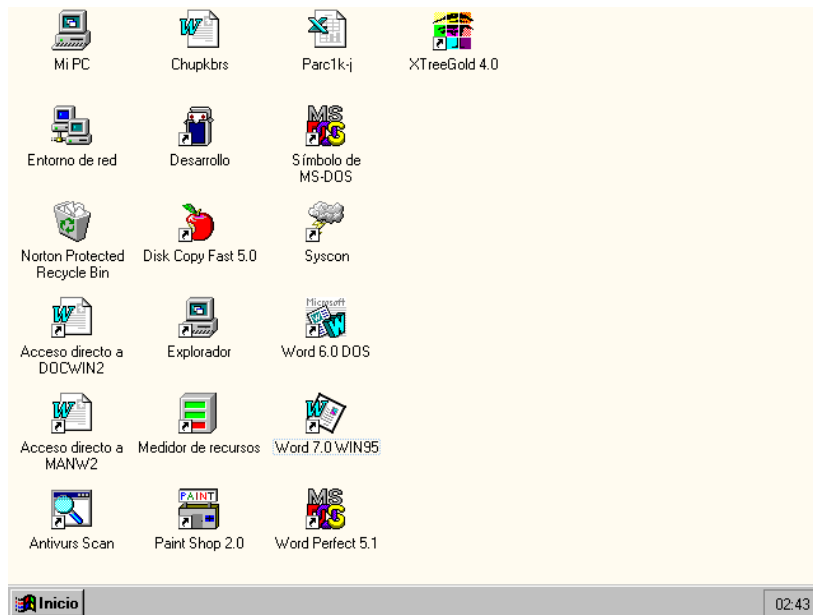 Mi PC
Chupkbrs
Parc1k-j
XTreeGold 4.0
Entorno de red
Desarrollo
MS
Símbolo de
MS-DOS
Norton Protected
Recycle Bin
Disk Copy Fast 5.0
Syscon
Acceso directo a
DOCWIN2
Explorador
Microsoft
Word 6.0 DOS
Acceso directo a
MANW2
Medidor de recursos
Word 7.0 WIN95
Antivurs Scan
PAINT
Paint Shop 2.0
MS
Word Perfect 5.1
Inicio
02:43